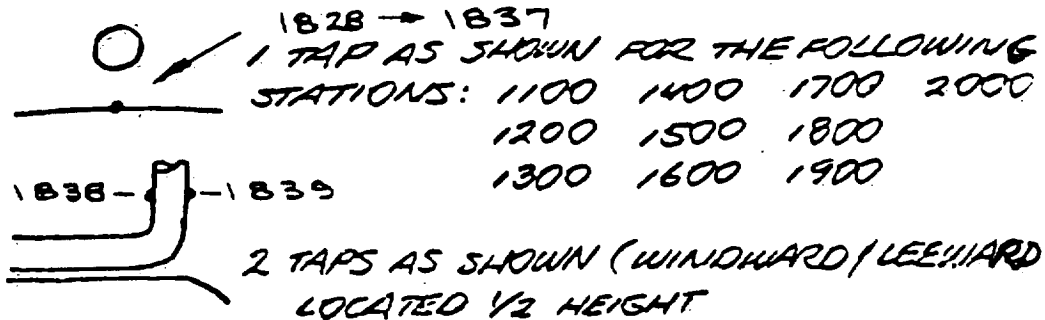 1828 → 1837
1 TAP AS SHOWN FOR THE FOLLOWING
STATIONS: 1100 1400 1700 2000
1200 1500 1800
1300 1600 1900
1838 - - 1839
2 TAPS AS SHOWN (WINDWARD/LEEWARD
LOCATED 1/2 HEIGHT